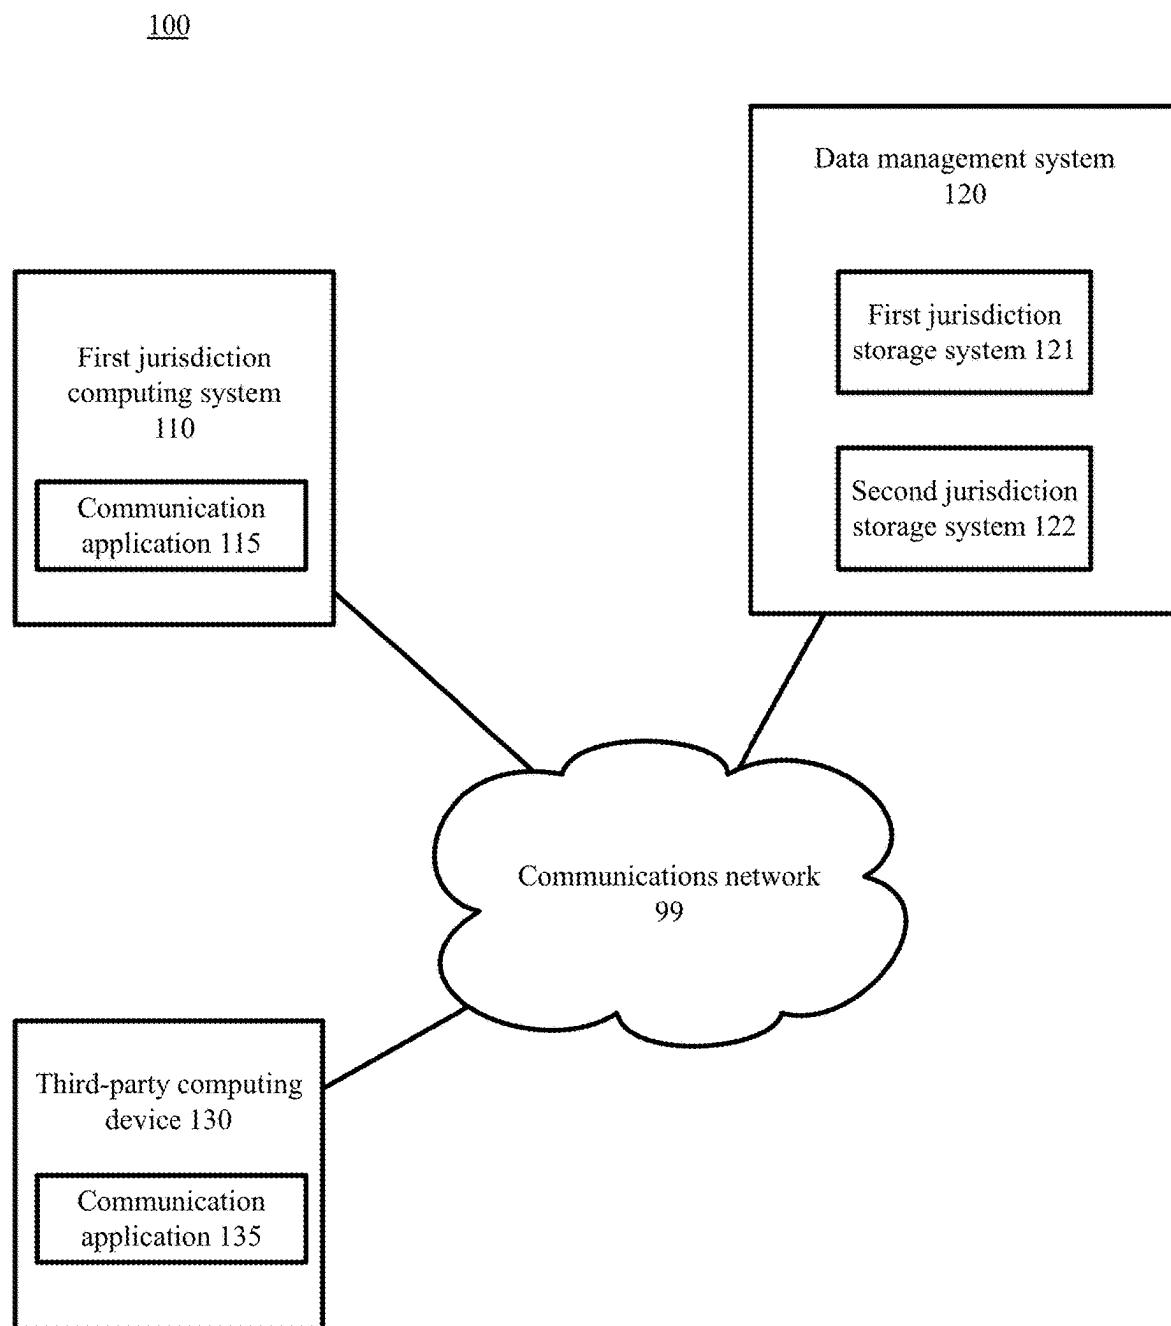 100
Data management system
120
First jurisdiction
storage system 121
Second jurisdiction
storage system 122
First jurisdiction
computing system
110
Communication
application 115
Communications network
99
Third-party computing
device 130
Communication
application 135